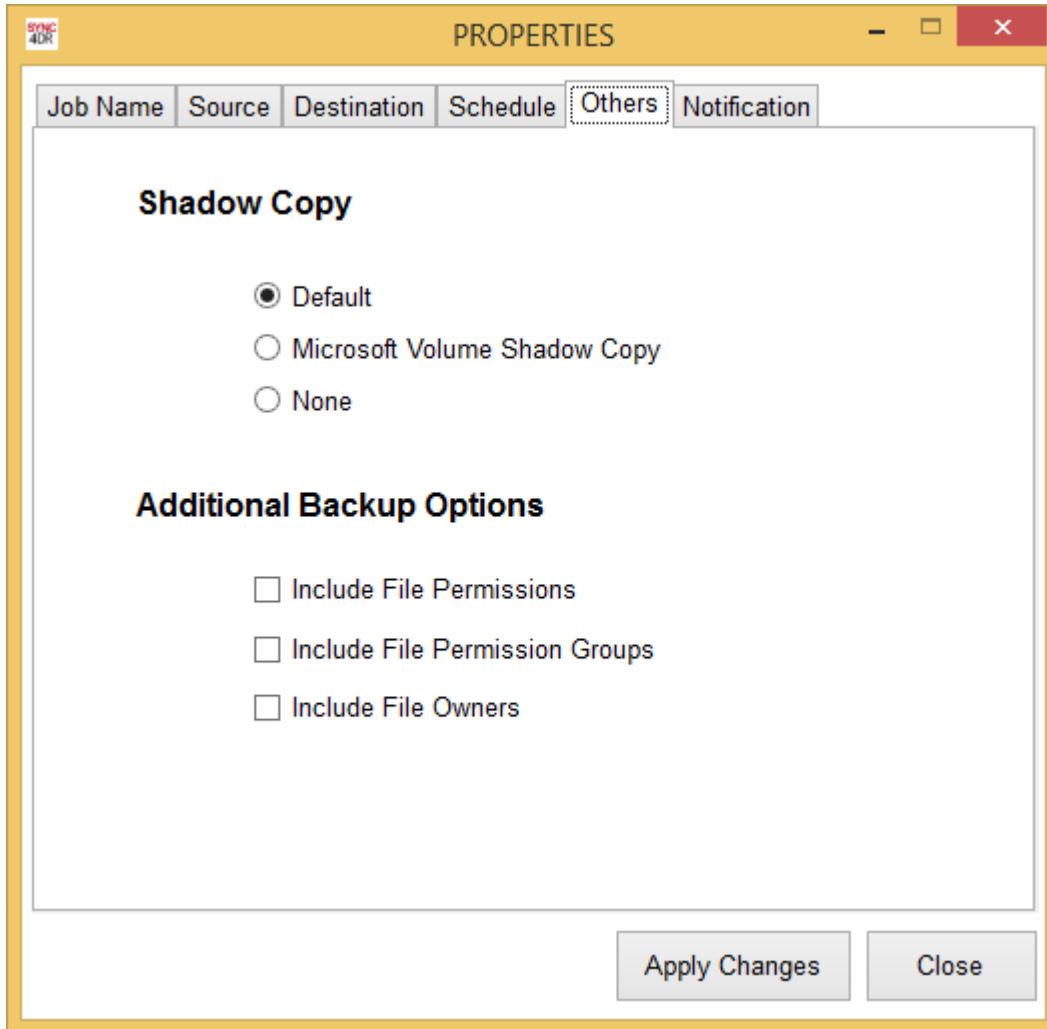 SYNC
4DR
PROPERTIES
Job Name Source Destination Schedule Others Notification
Shadow Copy
Default
Microsoft Volume Shadow Copy
None
Additional Backup Options
Include File Permissions
Include File Permission Groups
Include File Owners
Apply Changes Close